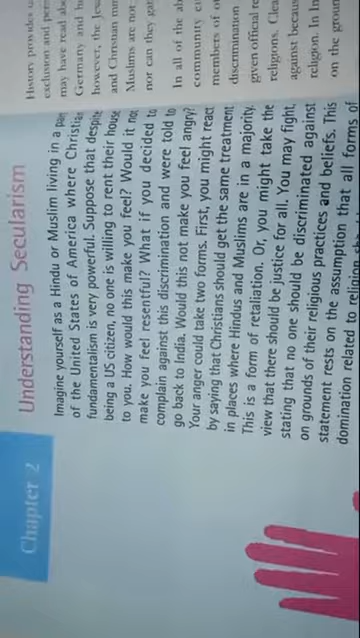 Chapter 2
Understanding Secularism
Imagine yourself as a Hindu or Muslim living in a part
of the United States of America where Christian
fundamentalism is very powerful. Suppose that despite
being a US citizen, no one is willing to rent their house
to you. How would this make you feel? Would it not
make you feel resentful? What if you decided to
complain against this discrimination and were told to
go back to India. Would this not make you feel angry?
Your anger could take two forms. First, you might react
by saying that Christians should get the same treatment
in places where Hindus and Muslims are in a majority.
This is a form of retaliation. Or, you might take the
view that there should be justice for all. You may fight,
stating that no one should be discriminated against
on grounds of their religious practices and beliefs. This
statement rests on the assumption that all forms of
domination related to religion
History provides us
exclusion and pers
may have read abo
Germany and h
however, the Jew
and Christian min
Muslims are not
nor can they gat
In all of the ab
community
members of
discrimination
given official re
religions. Clea
against becaus
religion. In In
on the ground